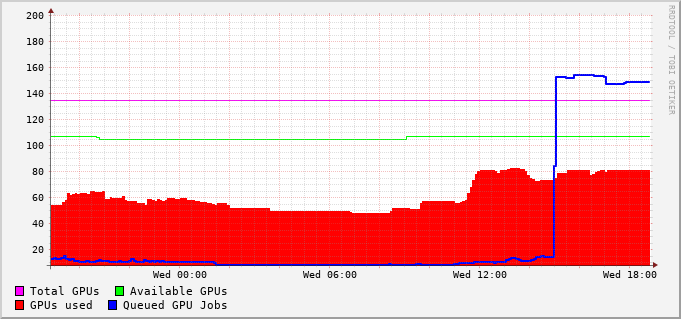 200
180
160
140
120
100
80
60
40
20
Wed 00:00 Wed 06:00 Wed 12:00 Wed 18:00
Total GPUs Available GPUs
GPUs used Queued GPU Jobs
RRDTOOL / TOBI OETIKER